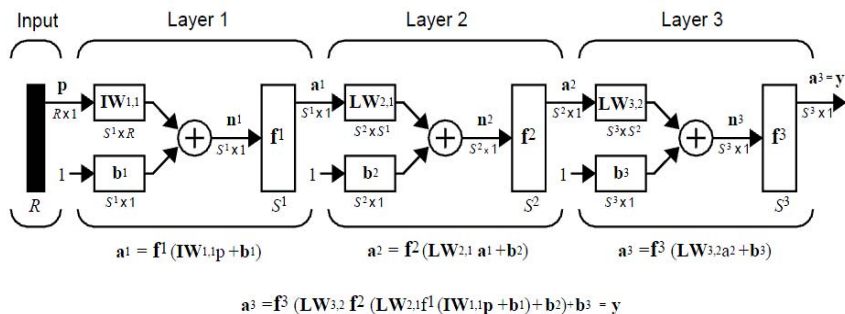 Input Layer 1 Layer 2 Layer 3
p a¹ a² a³ = y
IW1,1 LW2,1 LW3,2
R x 1 S¹ x 1 S² x 1 S³ x 1
n¹ n² n³
S¹ x R f¹ S² x S¹ f² S³ x S² f³
S¹ x 1 S² x 1 S³ x 1
1 b1 1 b2 1 b3
R S¹ x 1 S¹ S² x 1 S² S³ x 1 S³
a1 = f¹ (IW1,1p + b1) a2 = f² (LW2,1 a1 + b2) a3 = f³ (LW3,2a² + b3)
a3 = f³ (LW3,2 f² (LW2,1f¹ (IW1,1p + b1) + b2) + b3 = y